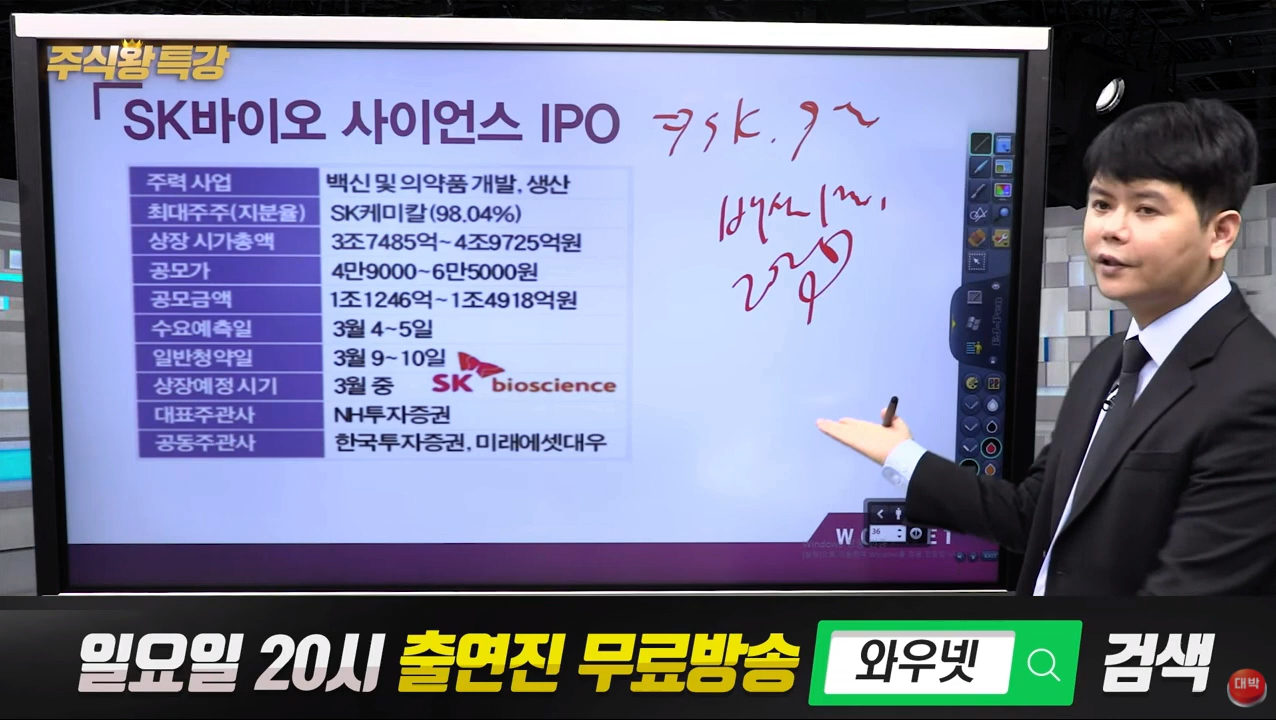 주식왕 특강
「SK바이오 사이언스 IPO
주력 사업 백신 및 의약품 개발, 생산
최대주주(지분율) SK케미칼(98.04%)
상장 시가총액 3조7485억~4조9725억원
공모가 4만9000~6만5000원
공모금액 1조1246억~1조4918억원
수요예측일 3월 4~5일
일반청약일 3월 9~10일
상장예정 시기 3월 중
SK bioscience
대표주관사 NH투자증권
공동주관사 한국투자증권, 미래에셋대우
36
일요일 20시 출연진 무료방송 와우넷 검색
대박